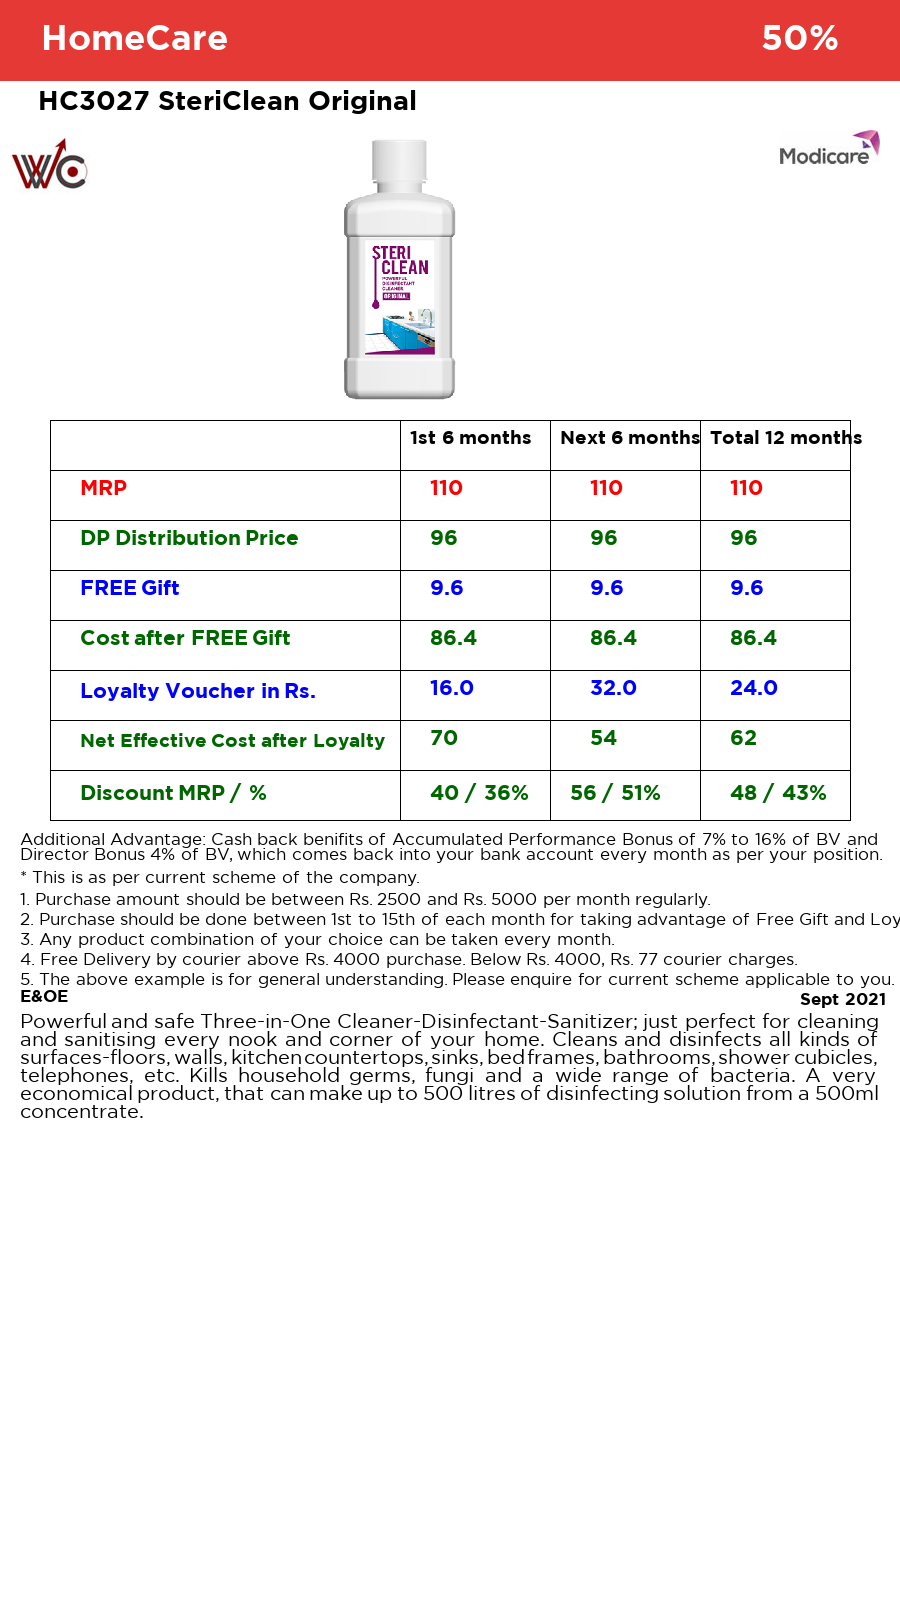 HomeCare 50%
HC3027 SteriClean Original
WC
Modicare
STERI
CLEAN
POWERFUL
DISINFECTANT
CLEANER
ORIGINAL
1st 6 months Next 6 months Total 12 months
MRP 110 110 110
DP Distribution Price 96 96 96
FREE Gift 9.6 9.6 9.6
Cost after FREE Gift 86.4 86.4 86.4
Loyalty Voucher in Rs. 16.0 32.0 24.0
Net Effective Cost after Loyalty 70 54 62
Discount MRP / % 40 / 36% 56 / 51% 48 / 43%
Additional Advantage: Cash back benifits of Accumulated Performance Bonus of 7% to 16% of BV and
Director Bonus 4% of BV, which comes back into your bank account every month as per your position.
* This is as per current scheme of the company.
1. Purchase amount should be between Rs. 2500 and Rs. 5000 per month regularly.
2. Purchase should be done between 1st to 15th of each month for taking advantage of Free Gift and Loy
3. Any product combination of your choice can be taken every month.
4. Free Delivery by courier above Rs. 4000 purchase. Below Rs. 4000, Rs. 77 courier charges.
5. The above example is for general understanding. Please enquire for current scheme applicable to you.
E&OE Sept 2021
Powerful and safe Three-in-One Cleaner-Disinfectant-Sanitizer; just perfect for cleaning
and sanitising every nook and corner of your home. Cleans and disinfects all kinds of
surfaces-floors, walls, kitchen countertops, sinks, bed frames, bathrooms, shower cubicles,
telephones, etc. Kills household germs, fungi and a wide range of bacteria. A very
economical product, that can make up to 500 litres of disinfecting solution from a 500ml
concentrate.